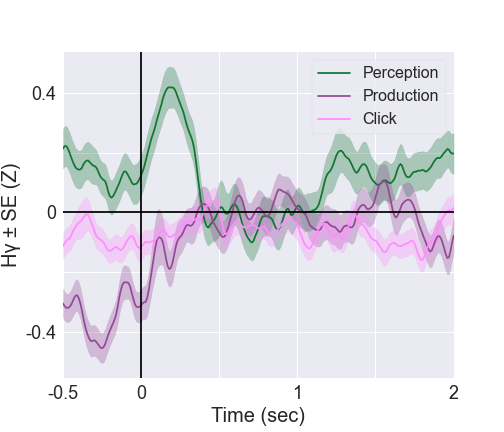 Perception
Production
Click
0.4
0
-0.4
Hγ ± SE (Z)
-0.5 0 1 2
Time (sec)